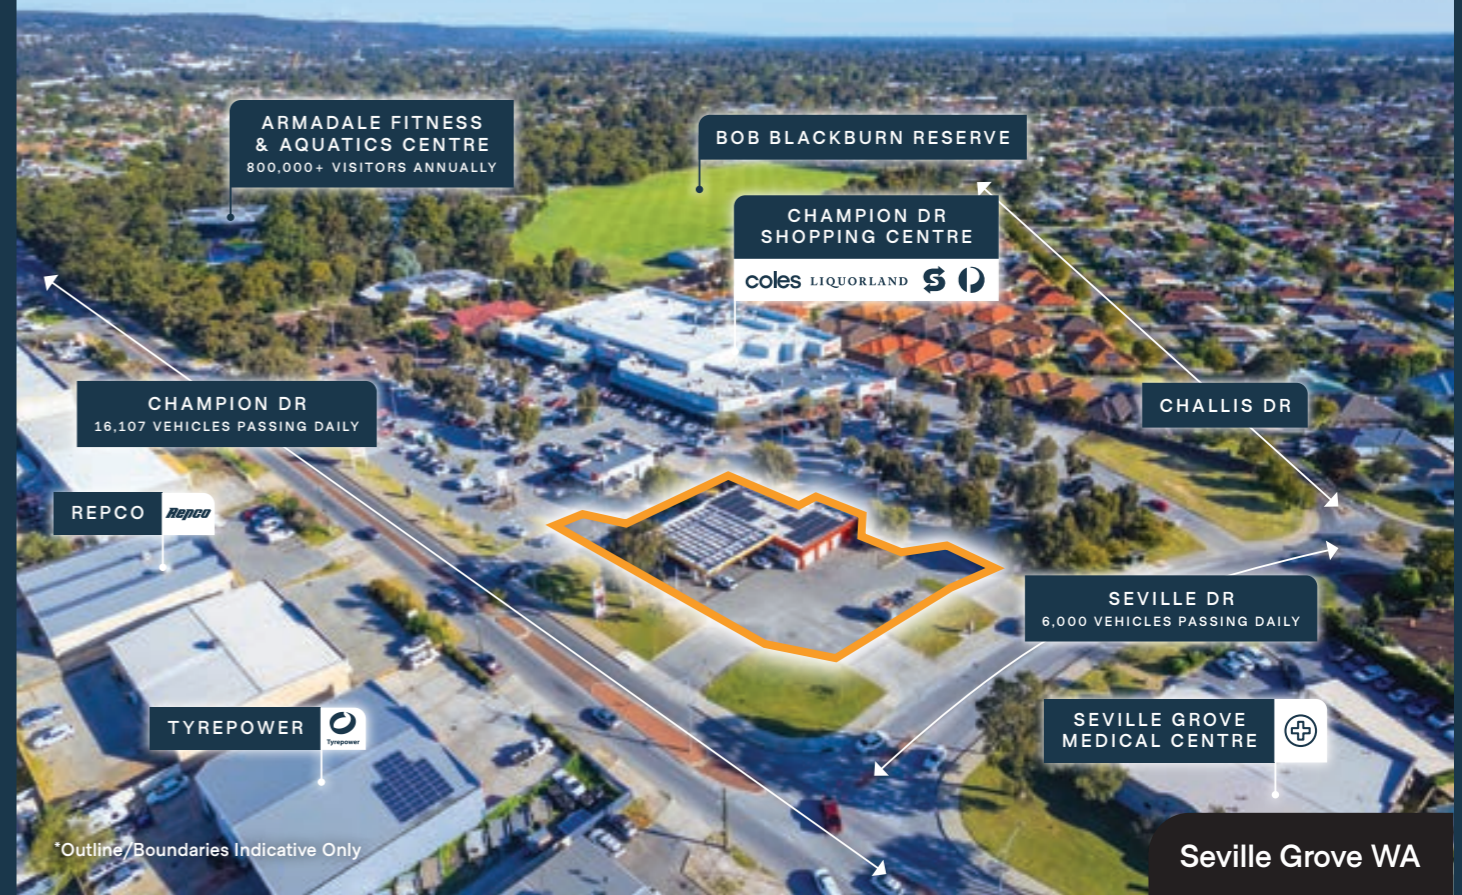 ARMADALE FITNESS
& AQUATICS CENTRE
800,000+ VISITORS ANNUALLY
BOB BLACKBURN RESERVE
CHAMPION DR
SHOPPING CENTRE
coles LIQUORLAND
CHAMPION DR
16,107 VEHICLES PASSING DAILY
CHALLIS DR
REPCO Repco
SEVILLE DR
6,000 VEHICLES PASSING DAILY
TYREPOWER
Tyrepower
SEVILLE GROVE
MEDICAL CENTRE
*Outline/Boundaries Indicative Only
Seville Grove WA